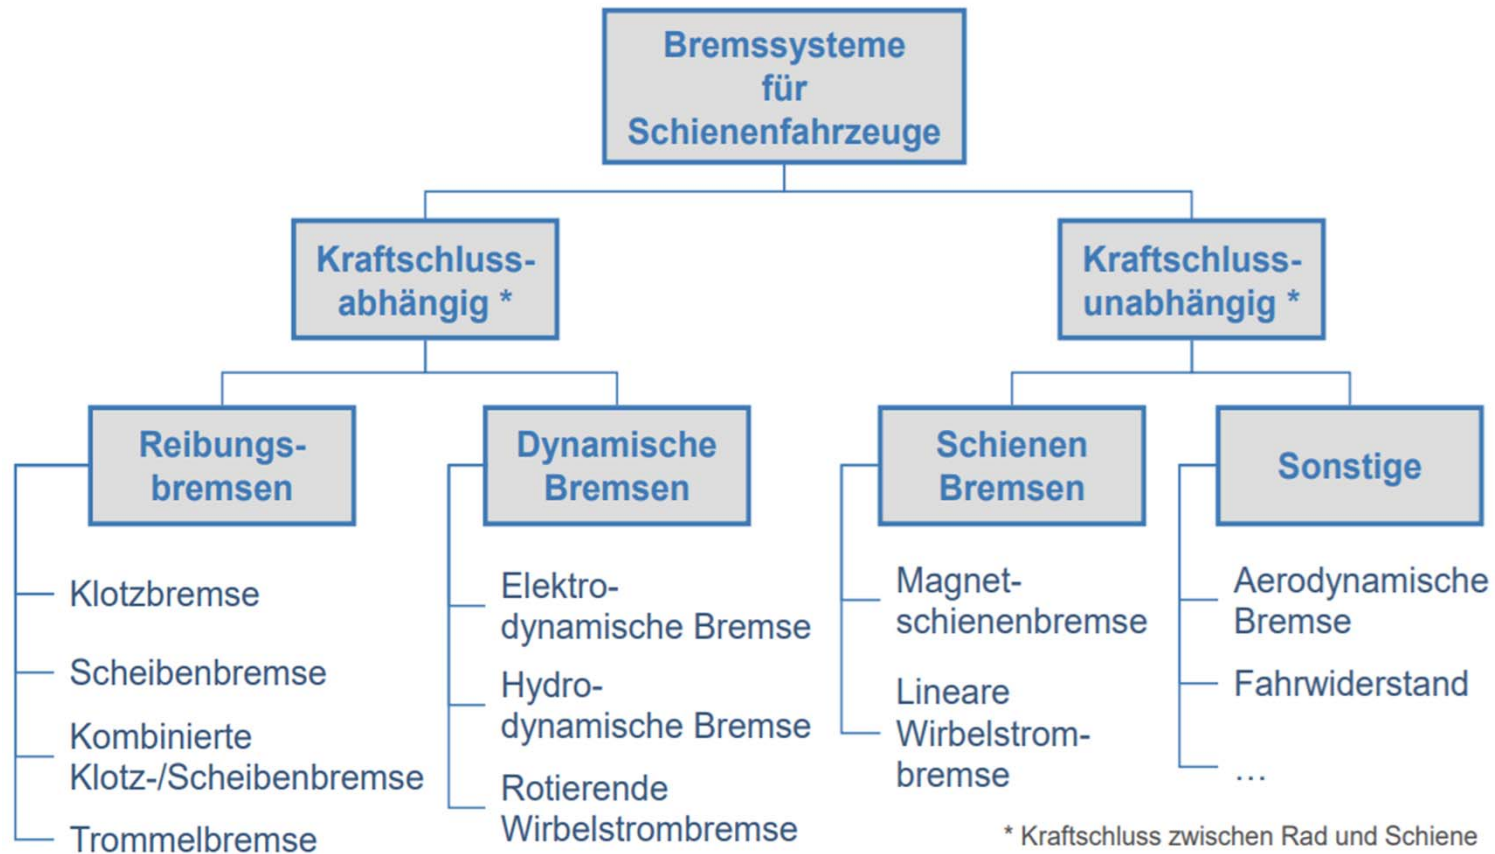 Bremssysteme
für
Schienenfahrzeuge
Kraftschluss-
abhängig *
Kraftschluss-
unabhängig *
Reibungs-
bremsen
Dynamische
Bremsen
Schienen
Bremsen
Sonstige
Klotzbremse
Scheibenbremse
Kombinierte
Klotz-/Scheibenbremse
Trommelbremse
Elektro-
dynamische Bremse
Hydro-
dynamische Bremse
Rotierende
Wirbelstrombremse
Magnet-
schienenbremse
Lineare
Wirbelstrom-
bremse
Aerodynamische
Bremse
Fahrwiderstand
...
* Kraftschluss zwischen Rad und Schiene